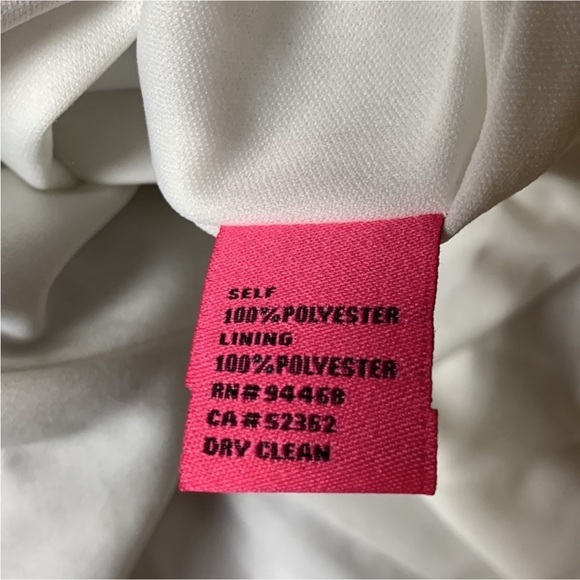 SELF
100%POLYESTER
LINING
100%POLYESTER
RN#94468
CA#52362
DRY CLEAN